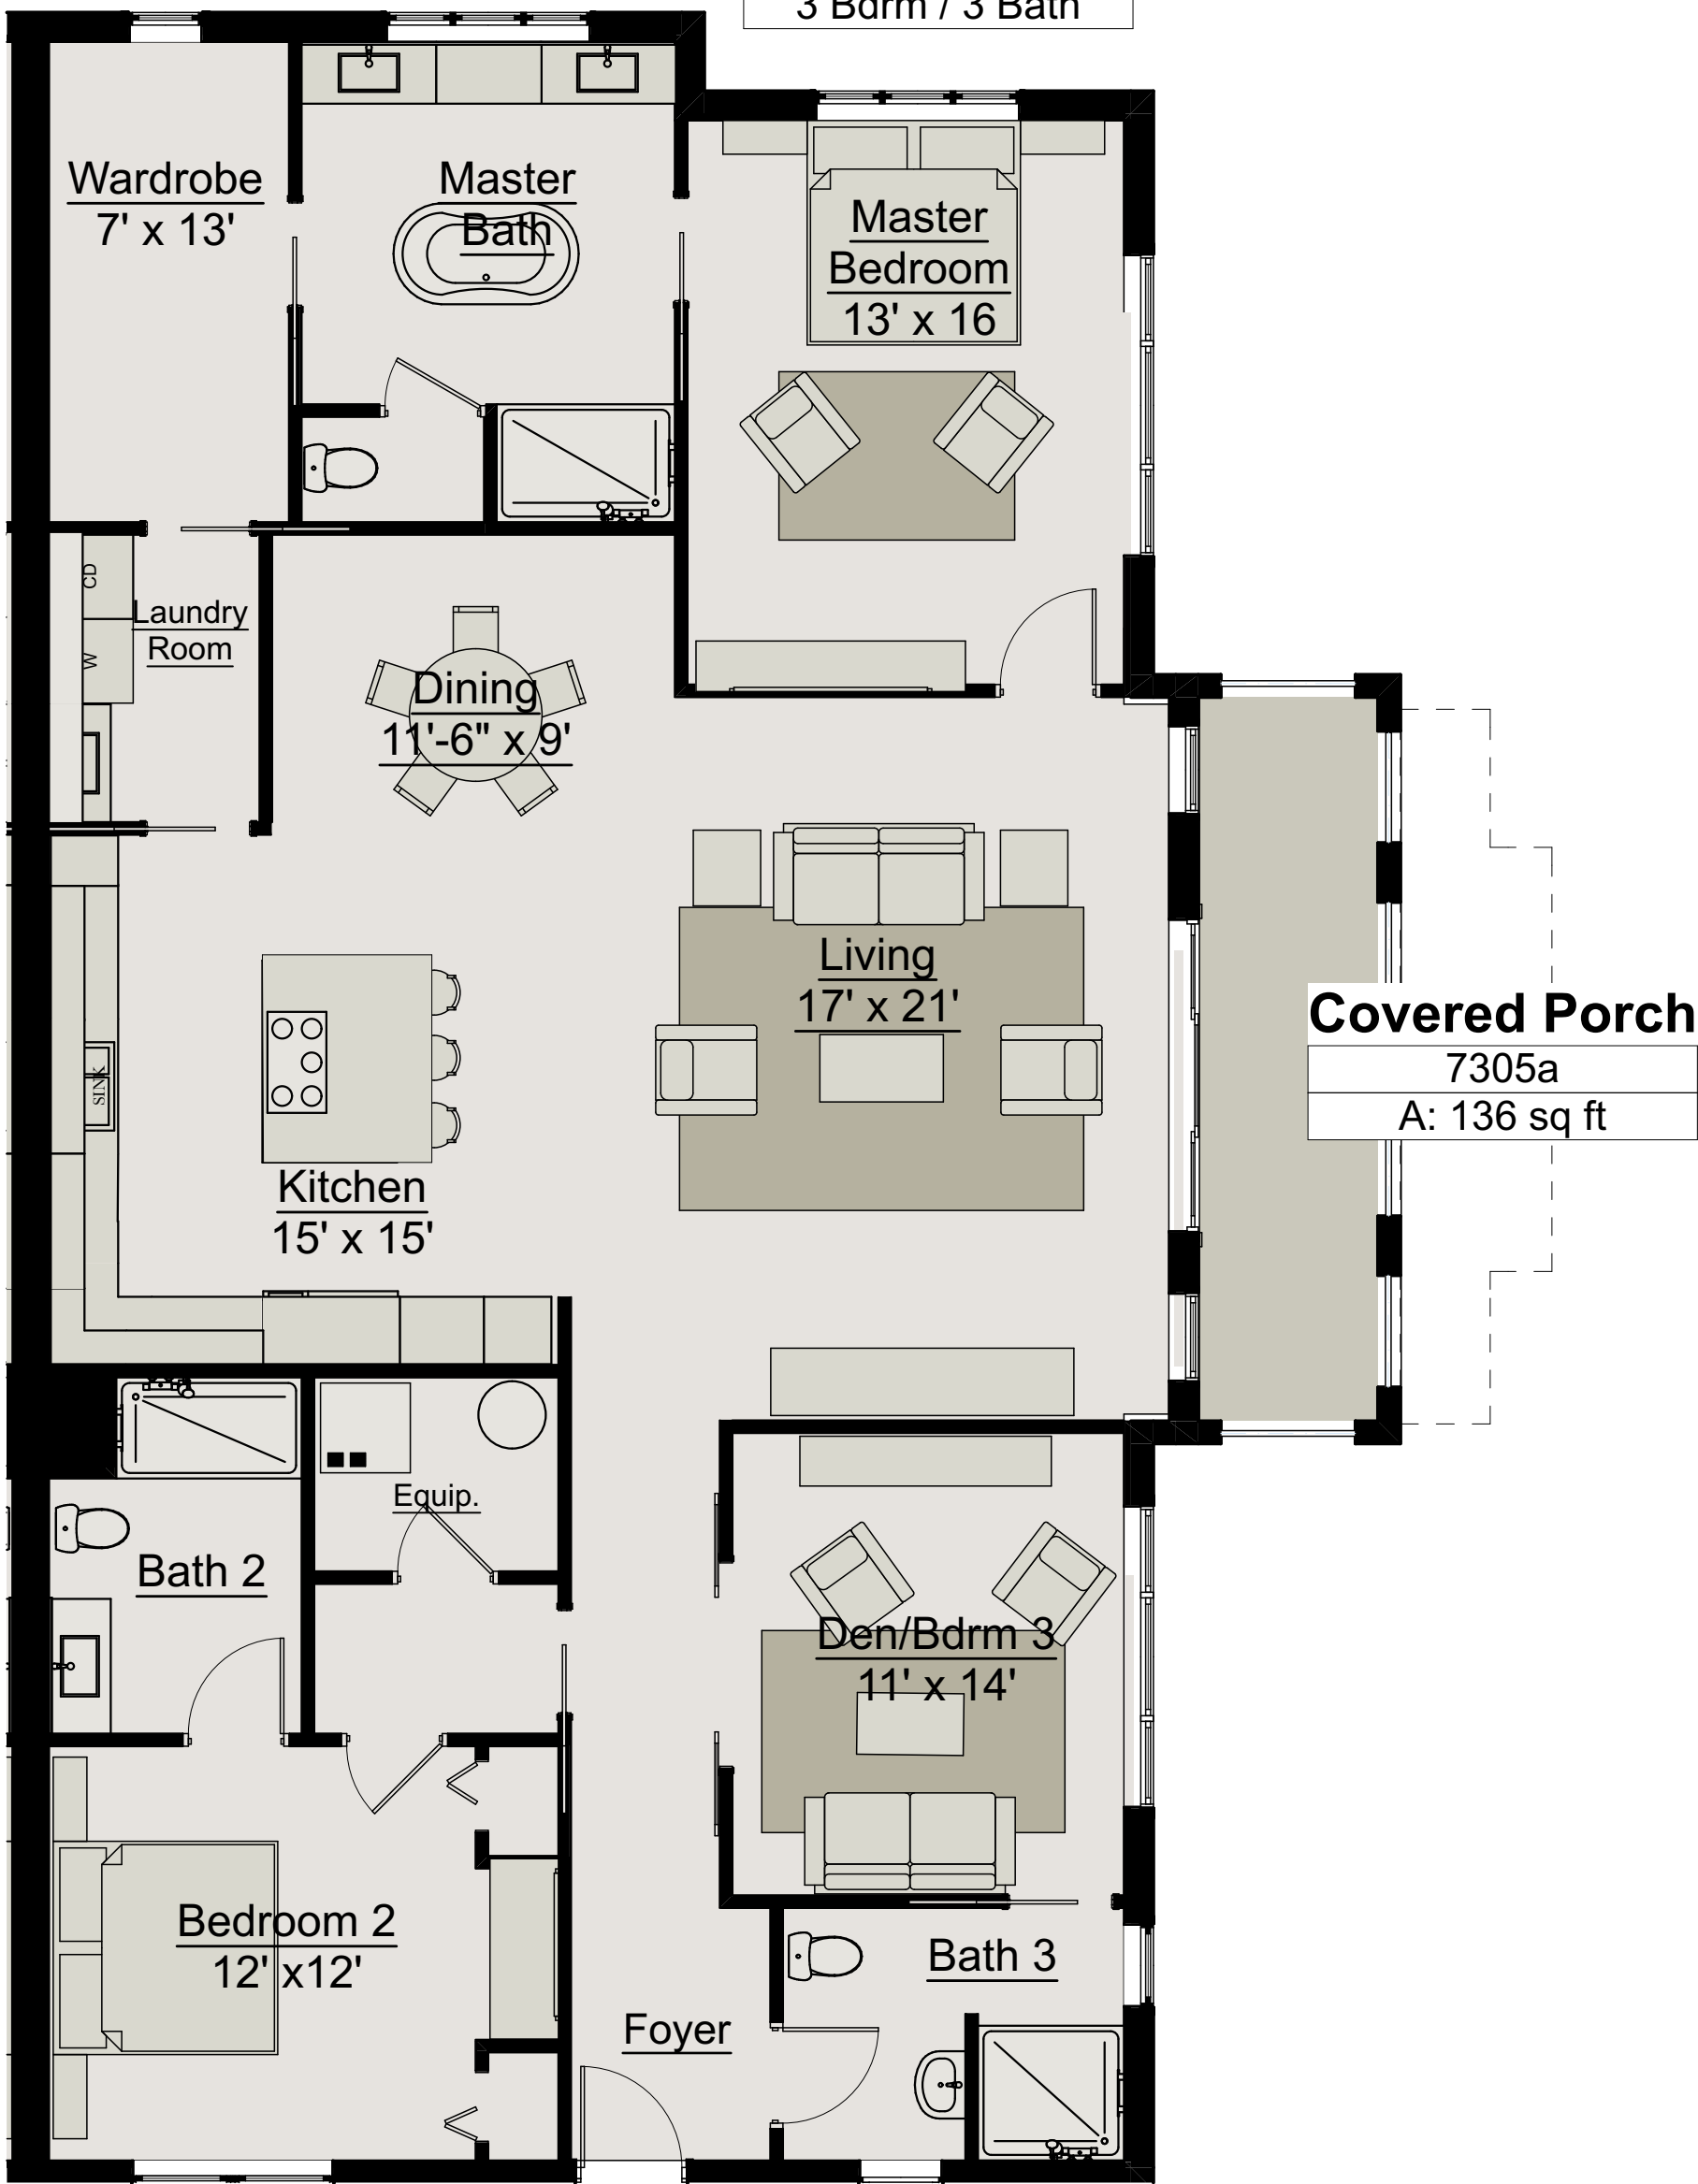 3 Bdrm / 3 Bath
Wardrobe
7' x 13'
Master
Bath
Master
Bedroom
13' x 16
CD
W
Laundry
Room
Dining
11'-6" x 9'
Living
17' x 21'
Covered Porch
7305a
A: 136 sq ft
SINK
Kitchen
15' x 15'
Equip.
Bath 2
Den/Bdrm 3
11' x 14'
Bedroom 2
12' x12'
Bath 3
Foyer